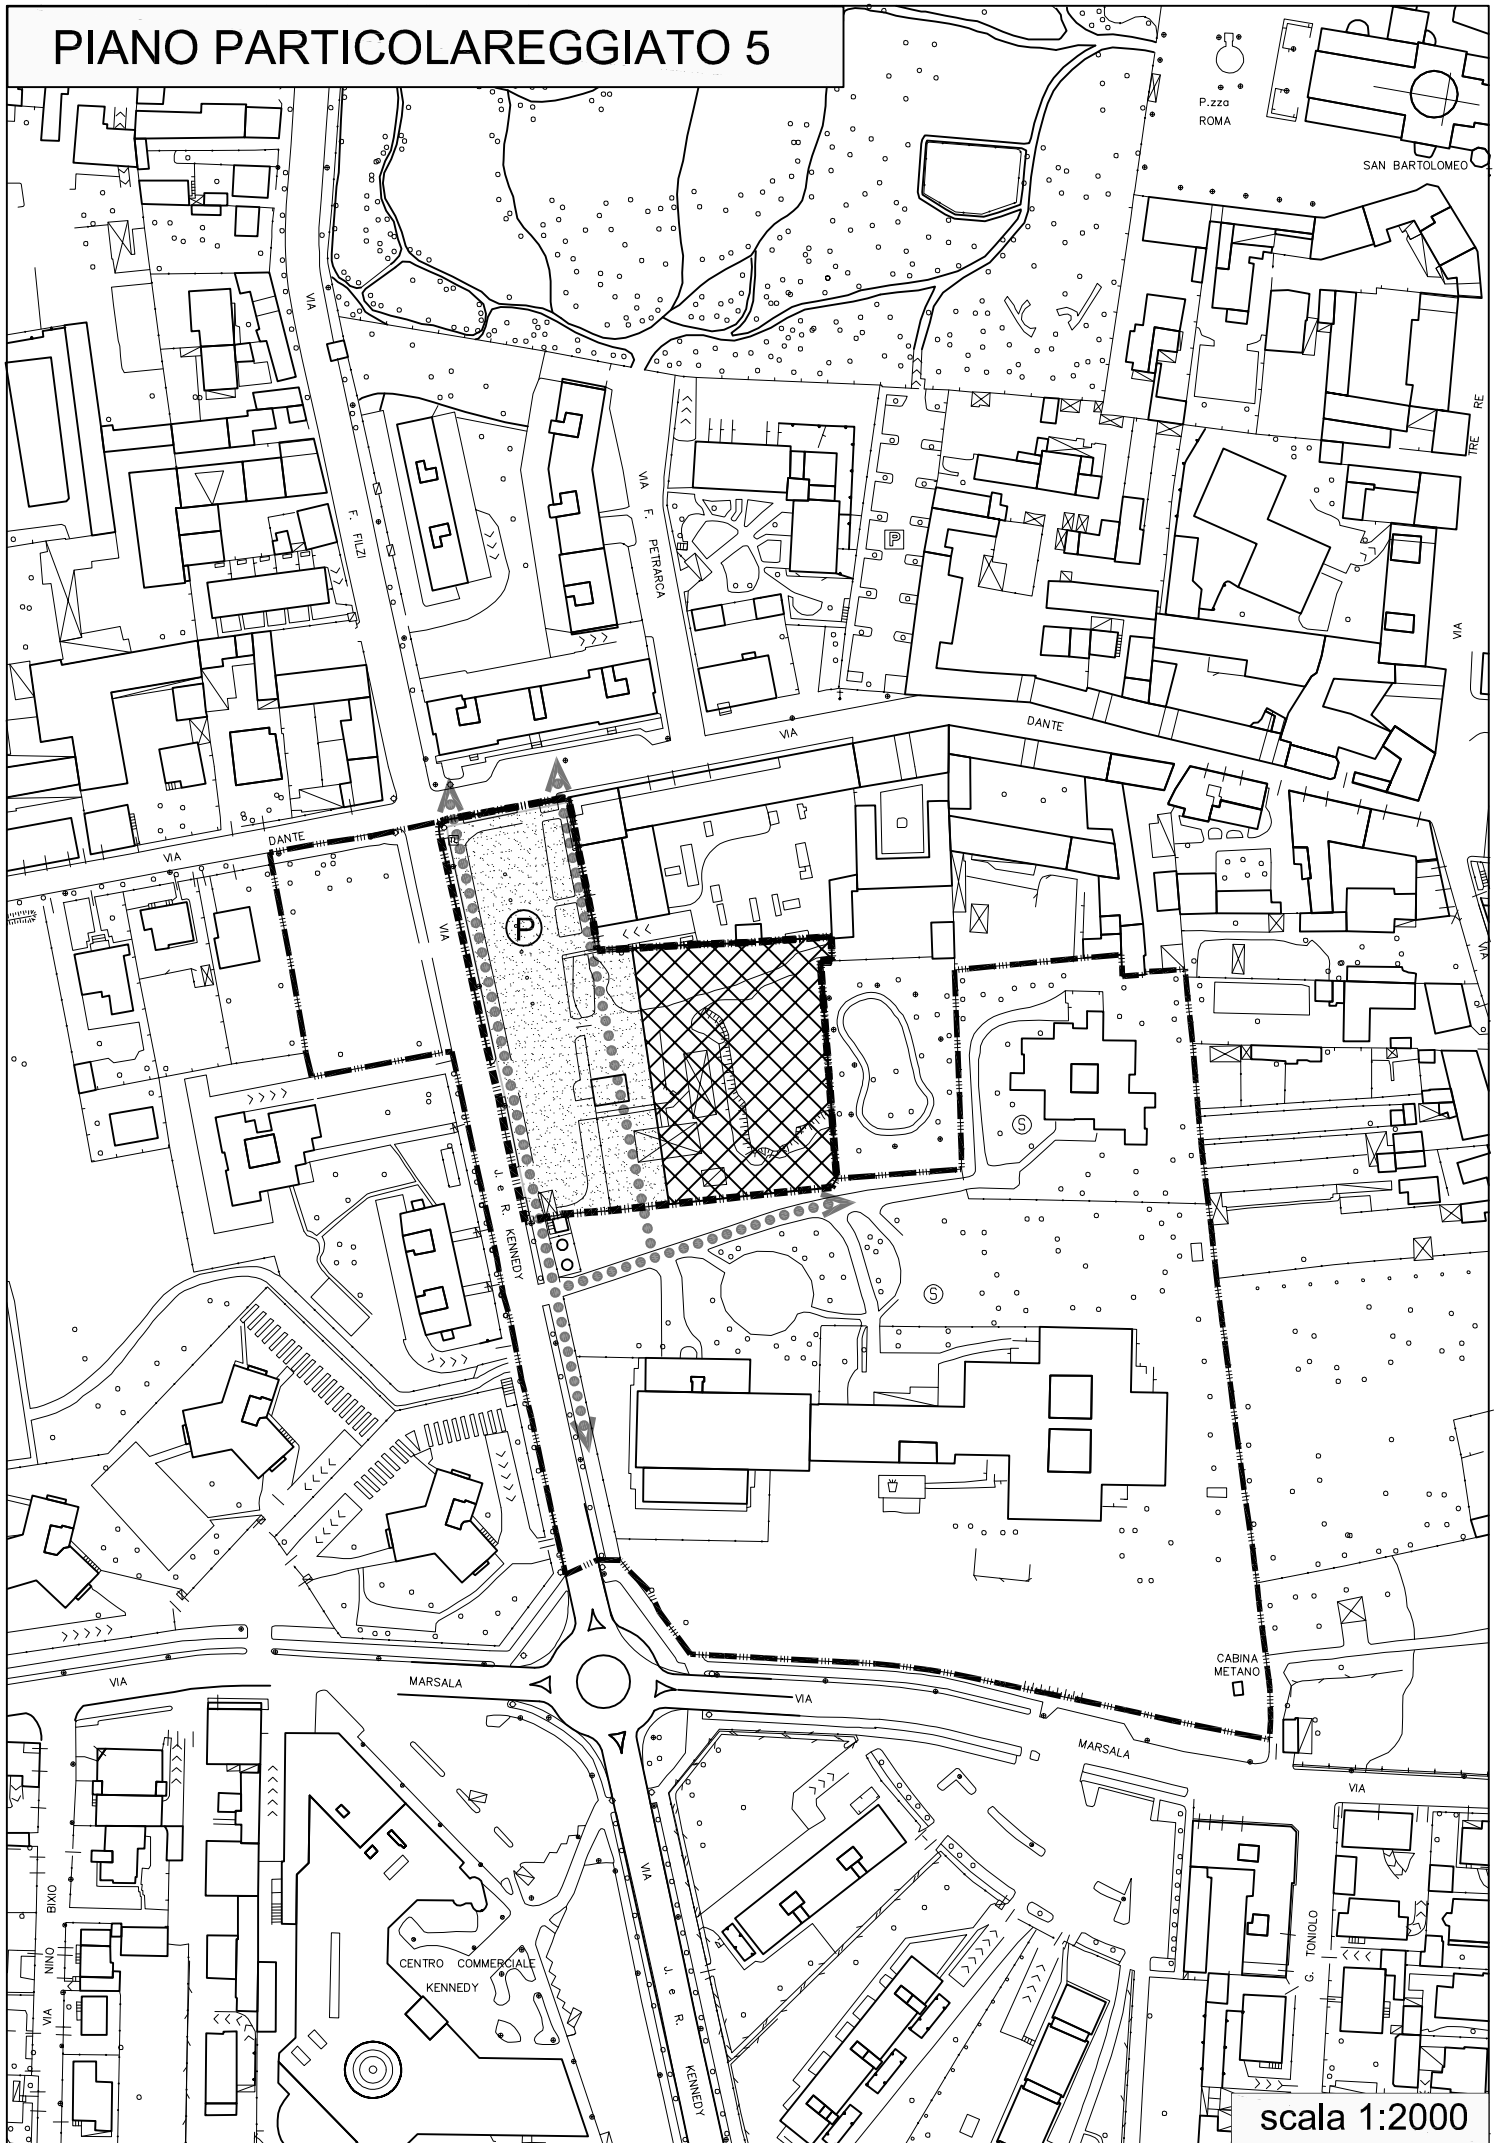 PIANO PARTICOLAREGGIATO 5
P.zza
ROMA
SAN BARTOLOMEO
VIA
F. FILZI
VIA F. PETRARCA
P
TRE RE
VIA
DANTE
VIA
DANTE
VIA
P
VIA
VIA
S
J. e R. KENNEDY
S
CABINA
METANO
VIA
MARSALA
VIA
MARSALA
VIA
VIA
J. e R.
KENNEDY
CENTRO COMMERCIALE
KENNEDY
VIA NINO BIXIO
G. TONIOLO
scala 1:2000